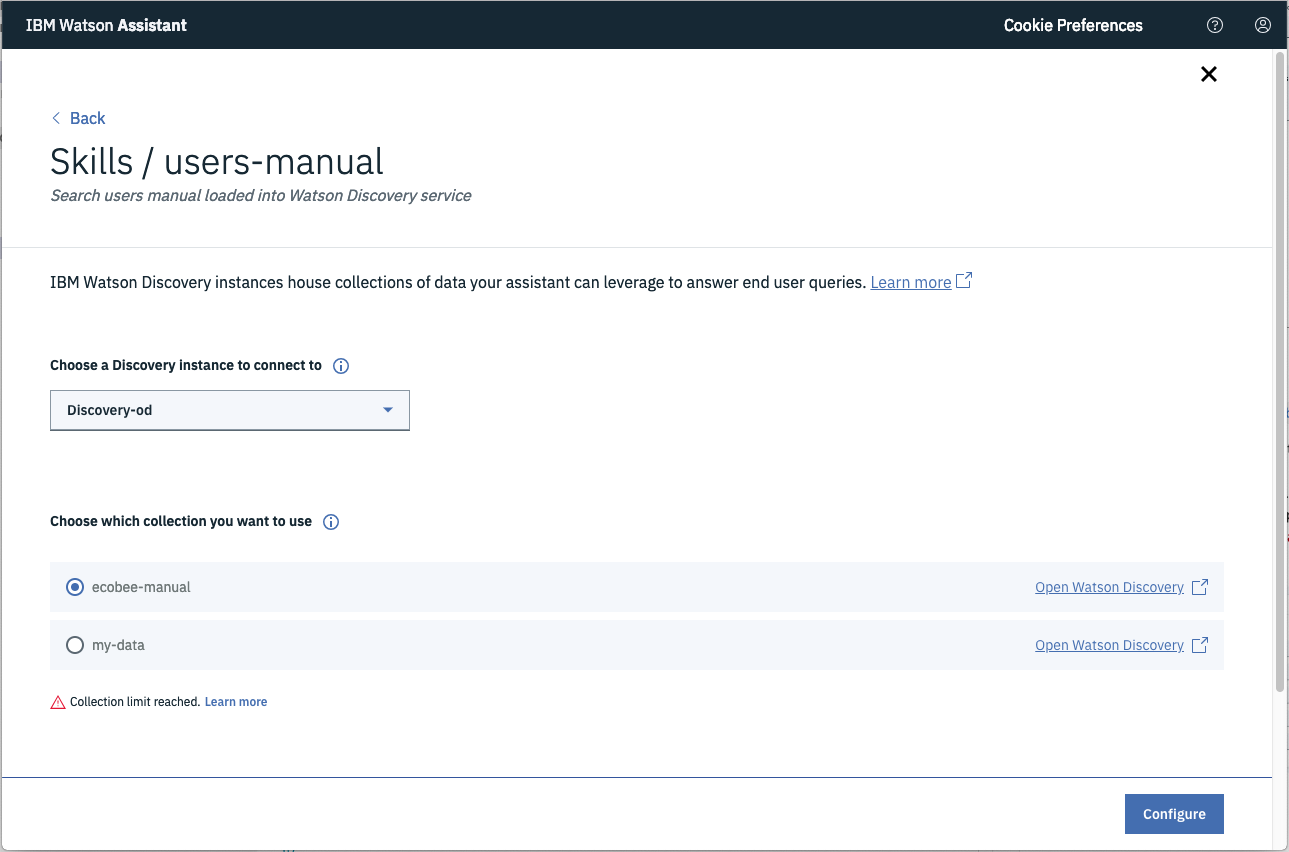 IBM Watson Assistant
Cookie Preferences
Back
Skills / users-manual
Search users manual loaded into Watson Discovery service
IBM Watson Discovery instances house collections of data your assistant can leverage to answer end user queries. Learn more
Choose a Discovery instance to connect to
Discovery-od
Choose which collection you want to use
ecobee-manual
Open Watson Discovery
my-data
Open Watson Discovery
Collection limit reached. Learn more
Configure